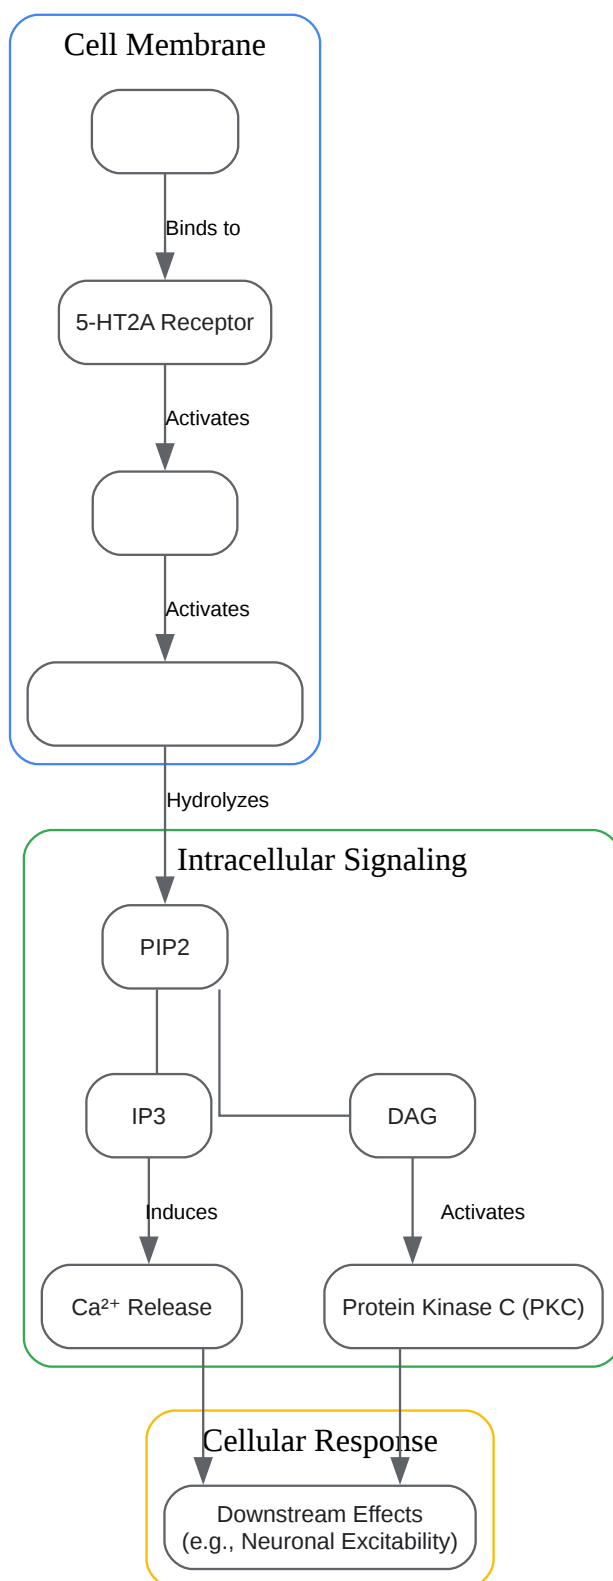 Cell Membrane
Binds to
5-HT2A Receptor
Activates
Activates
Hydrolyzes
Intracellular Signaling
PIP2
IP3
DAG
Induces
Activates
Ca²⁺ Release
Protein Kinase C (PKC)
Cellular Response
Downstream Effects
(e.g., Neuronal Excitability)